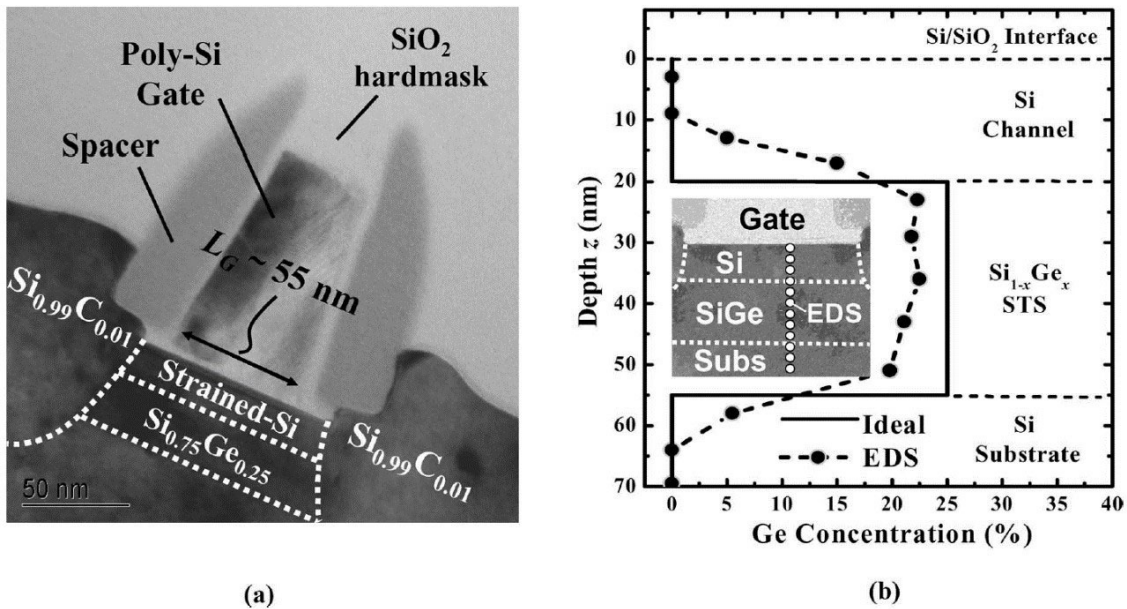 Poly-Si
Gate
SiO₂
hardmask
Spacer
L_G ~ 55 nm
Si₀.₉₉C₀.₀₁
Strained-Si
Si₀.₇₅Ge₀.₂₅
Si₀.₉₉C₀.₀₁
50 nm
(a)
Si/SiO₂ Interface
Si
Channel
Gate
Si
SiGe
EDS
Subs
Si₁₋ₓGeₓ
STS
Ideal
EDS
Si
Substrate
Depth z (nm)
0
10
20
30
40
50
60
70
0 5 10 15 20 25 30 35 40
Ge Concentration (%)
(b)